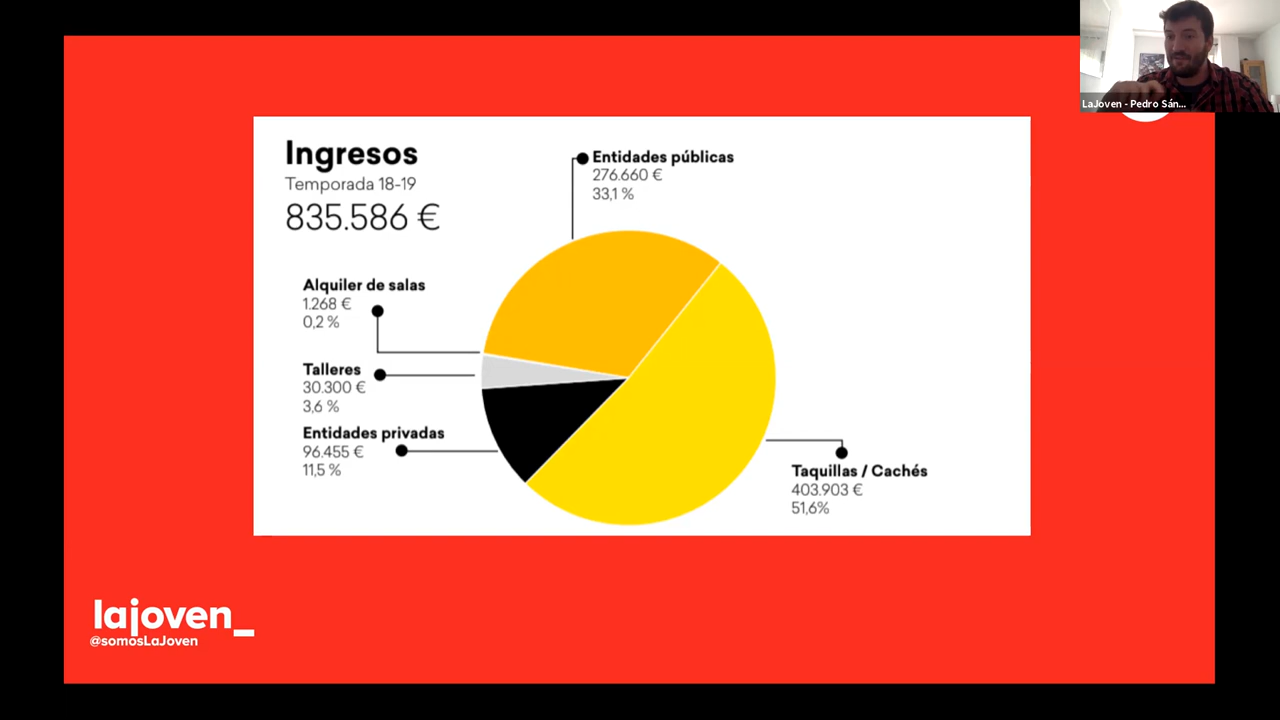 LaJoven - Pedro Sán...
Ingresos
Temporada 18-19
835.586 €
Entidades públicas
276.660 €
33,1 %
Alquiler de salas
1.268 €
0,2 %
Talleres
30.300 €
3,6 %
Entidades privadas
96.455 €
11,5 %
Taquillas / Cachés
403.903 €
51,6%
lajoven_
@somosLaJoven